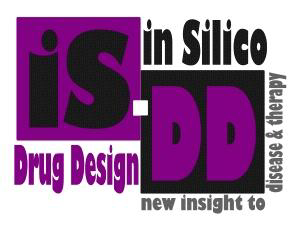 iS
in Silico
DD
Drug Design
new insight to
disease & therapy